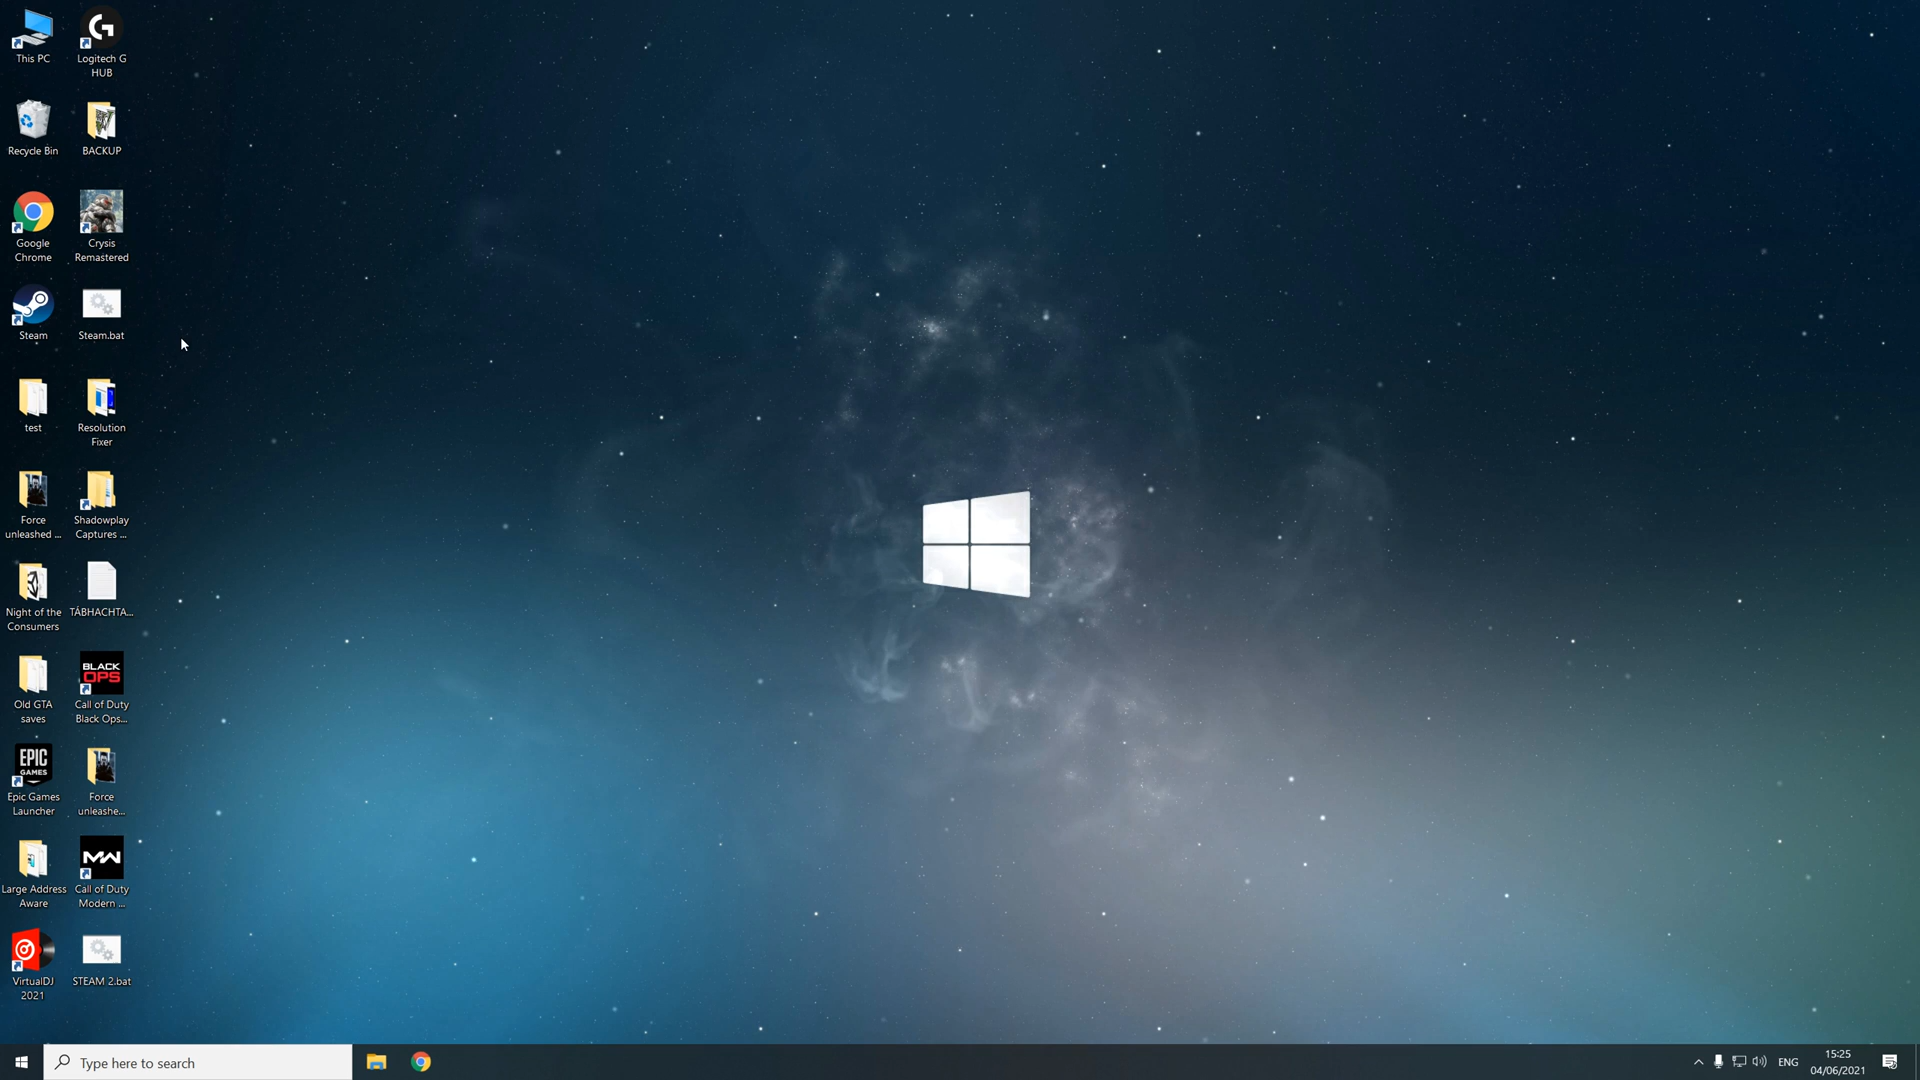 This PC
Logitech G
HUB
Recycle Bin
BACKUP
Google
Chrome
Crysis
Remastered
Steam
Steam.bat
test
Resolution
Fixer
Force
unleashed ...
Shadowplay
Captures ...
Night of the
Consumers
TÁBHACHTA...
Old GTA
saves
BLACK
OPS
Call of Duty
Black Ops...
EPIC
GAMES
Epic Games
Launcher
Force
unleashe...
Large Address
Aware
MW
Call of Duty
Modern ...
VirtualDJ
2021
STEAM 2.bat
Type here to search
ENG
15:25
04/06/2021